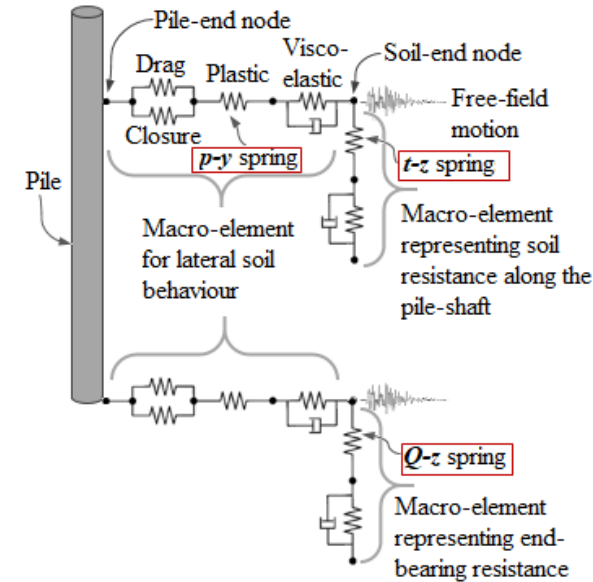 Pile-end node
Visco-
elastic
Soil-end node
Drag
Plastic
Closure
Free-field
motion
p-y spring
t-z spring
Pile
Macro-element
for lateral soil
behaviour
Macro-element
representing soil
resistance along the
pile-shaft
Q-z spring
Macro-element
representing end-
bearing resistance